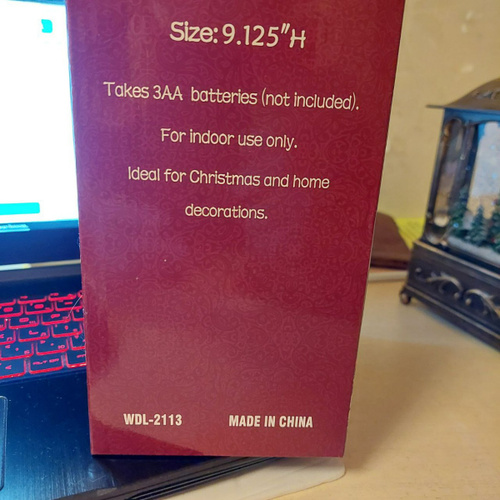 Size: 9.125"H
Takes 3AA batteries (not included).
For indoor use only.
Ideal for Christmas and home
decorations.
WDL-2113 MADE IN CHINA